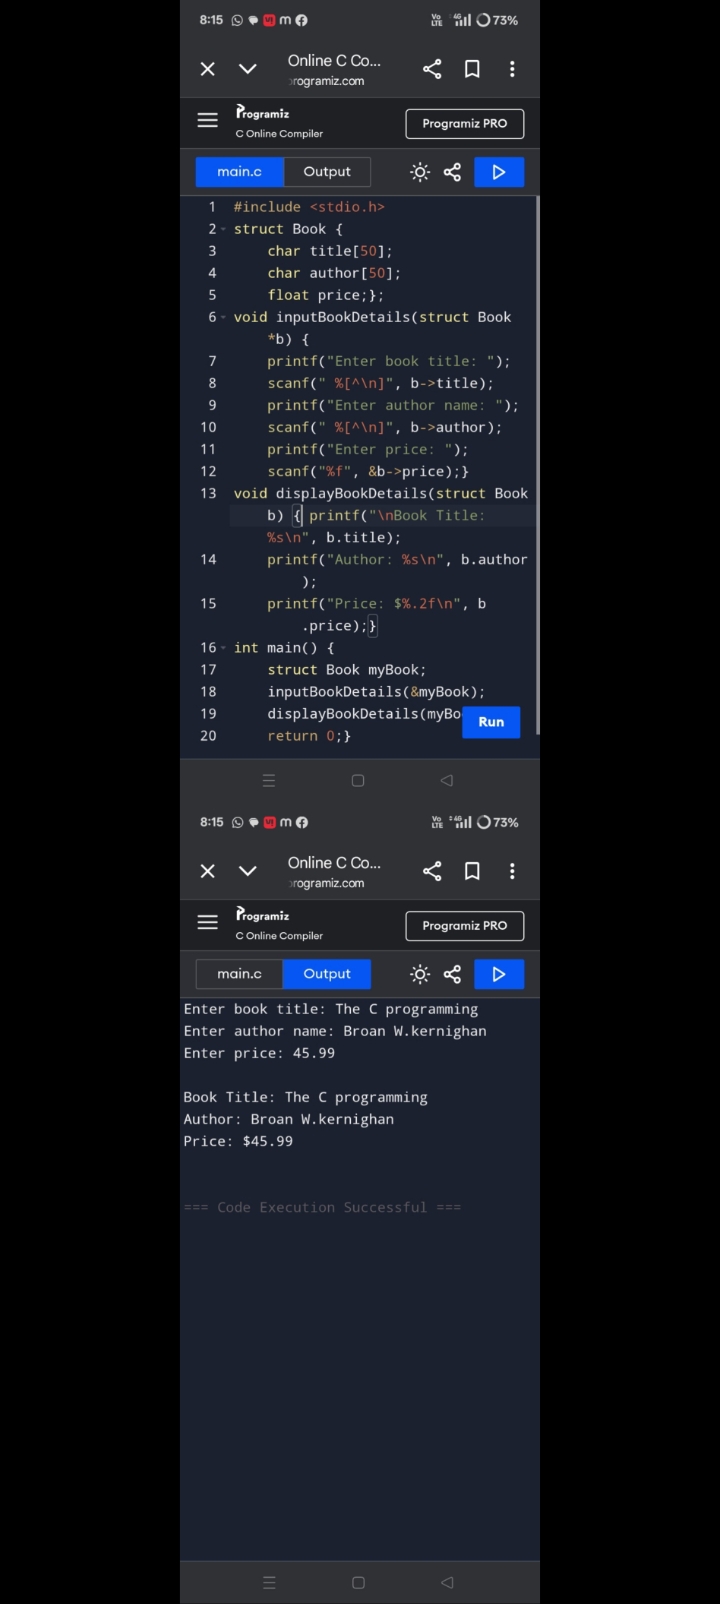 8:15 VoLTE 4G 73%
Online C Co...
rogramiz.com
Programiz
C Online Compiler
Programiz PRO
main.c Output
1 #include <stdio.h>
2 struct Book {
3 char title[50];
4 char author[50];
5 float price;};
6 void inputBookDetails(struct Book
*b) {
7 printf("Enter book title: ");
8 scanf(" %[^\n]", b->title);
9 printf("Enter author name: ");
10 scanf(" %[^\n]", b->author);
11 printf("Enter price: ");
12 scanf("%f", &b->price);}
13 void displayBookDetails(struct Book
b) { printf("\nBook Title:
%s\n", b.title);
14 printf("Author: %s\n", b.author
);
15 printf("Price: $%.2f\n", b
.price);}
16 int main() {
17 struct Book myBook;
18 inputBookDetails(&myBook);
19 displayBookDetails(myBo
Run
20 return 0;}
8:15 VoLTE 4G 73%
Online C Co...
rogramiz.com
Programiz
C Online Compiler
Programiz PRO
main.c Output
Enter book title: The C programming
Enter author name: Broan W.kernighan
Enter price: 45.99
Book Title: The C programming
Author: Broan W.kernighan
Price: $45.99
=== Code Execution Successful ===